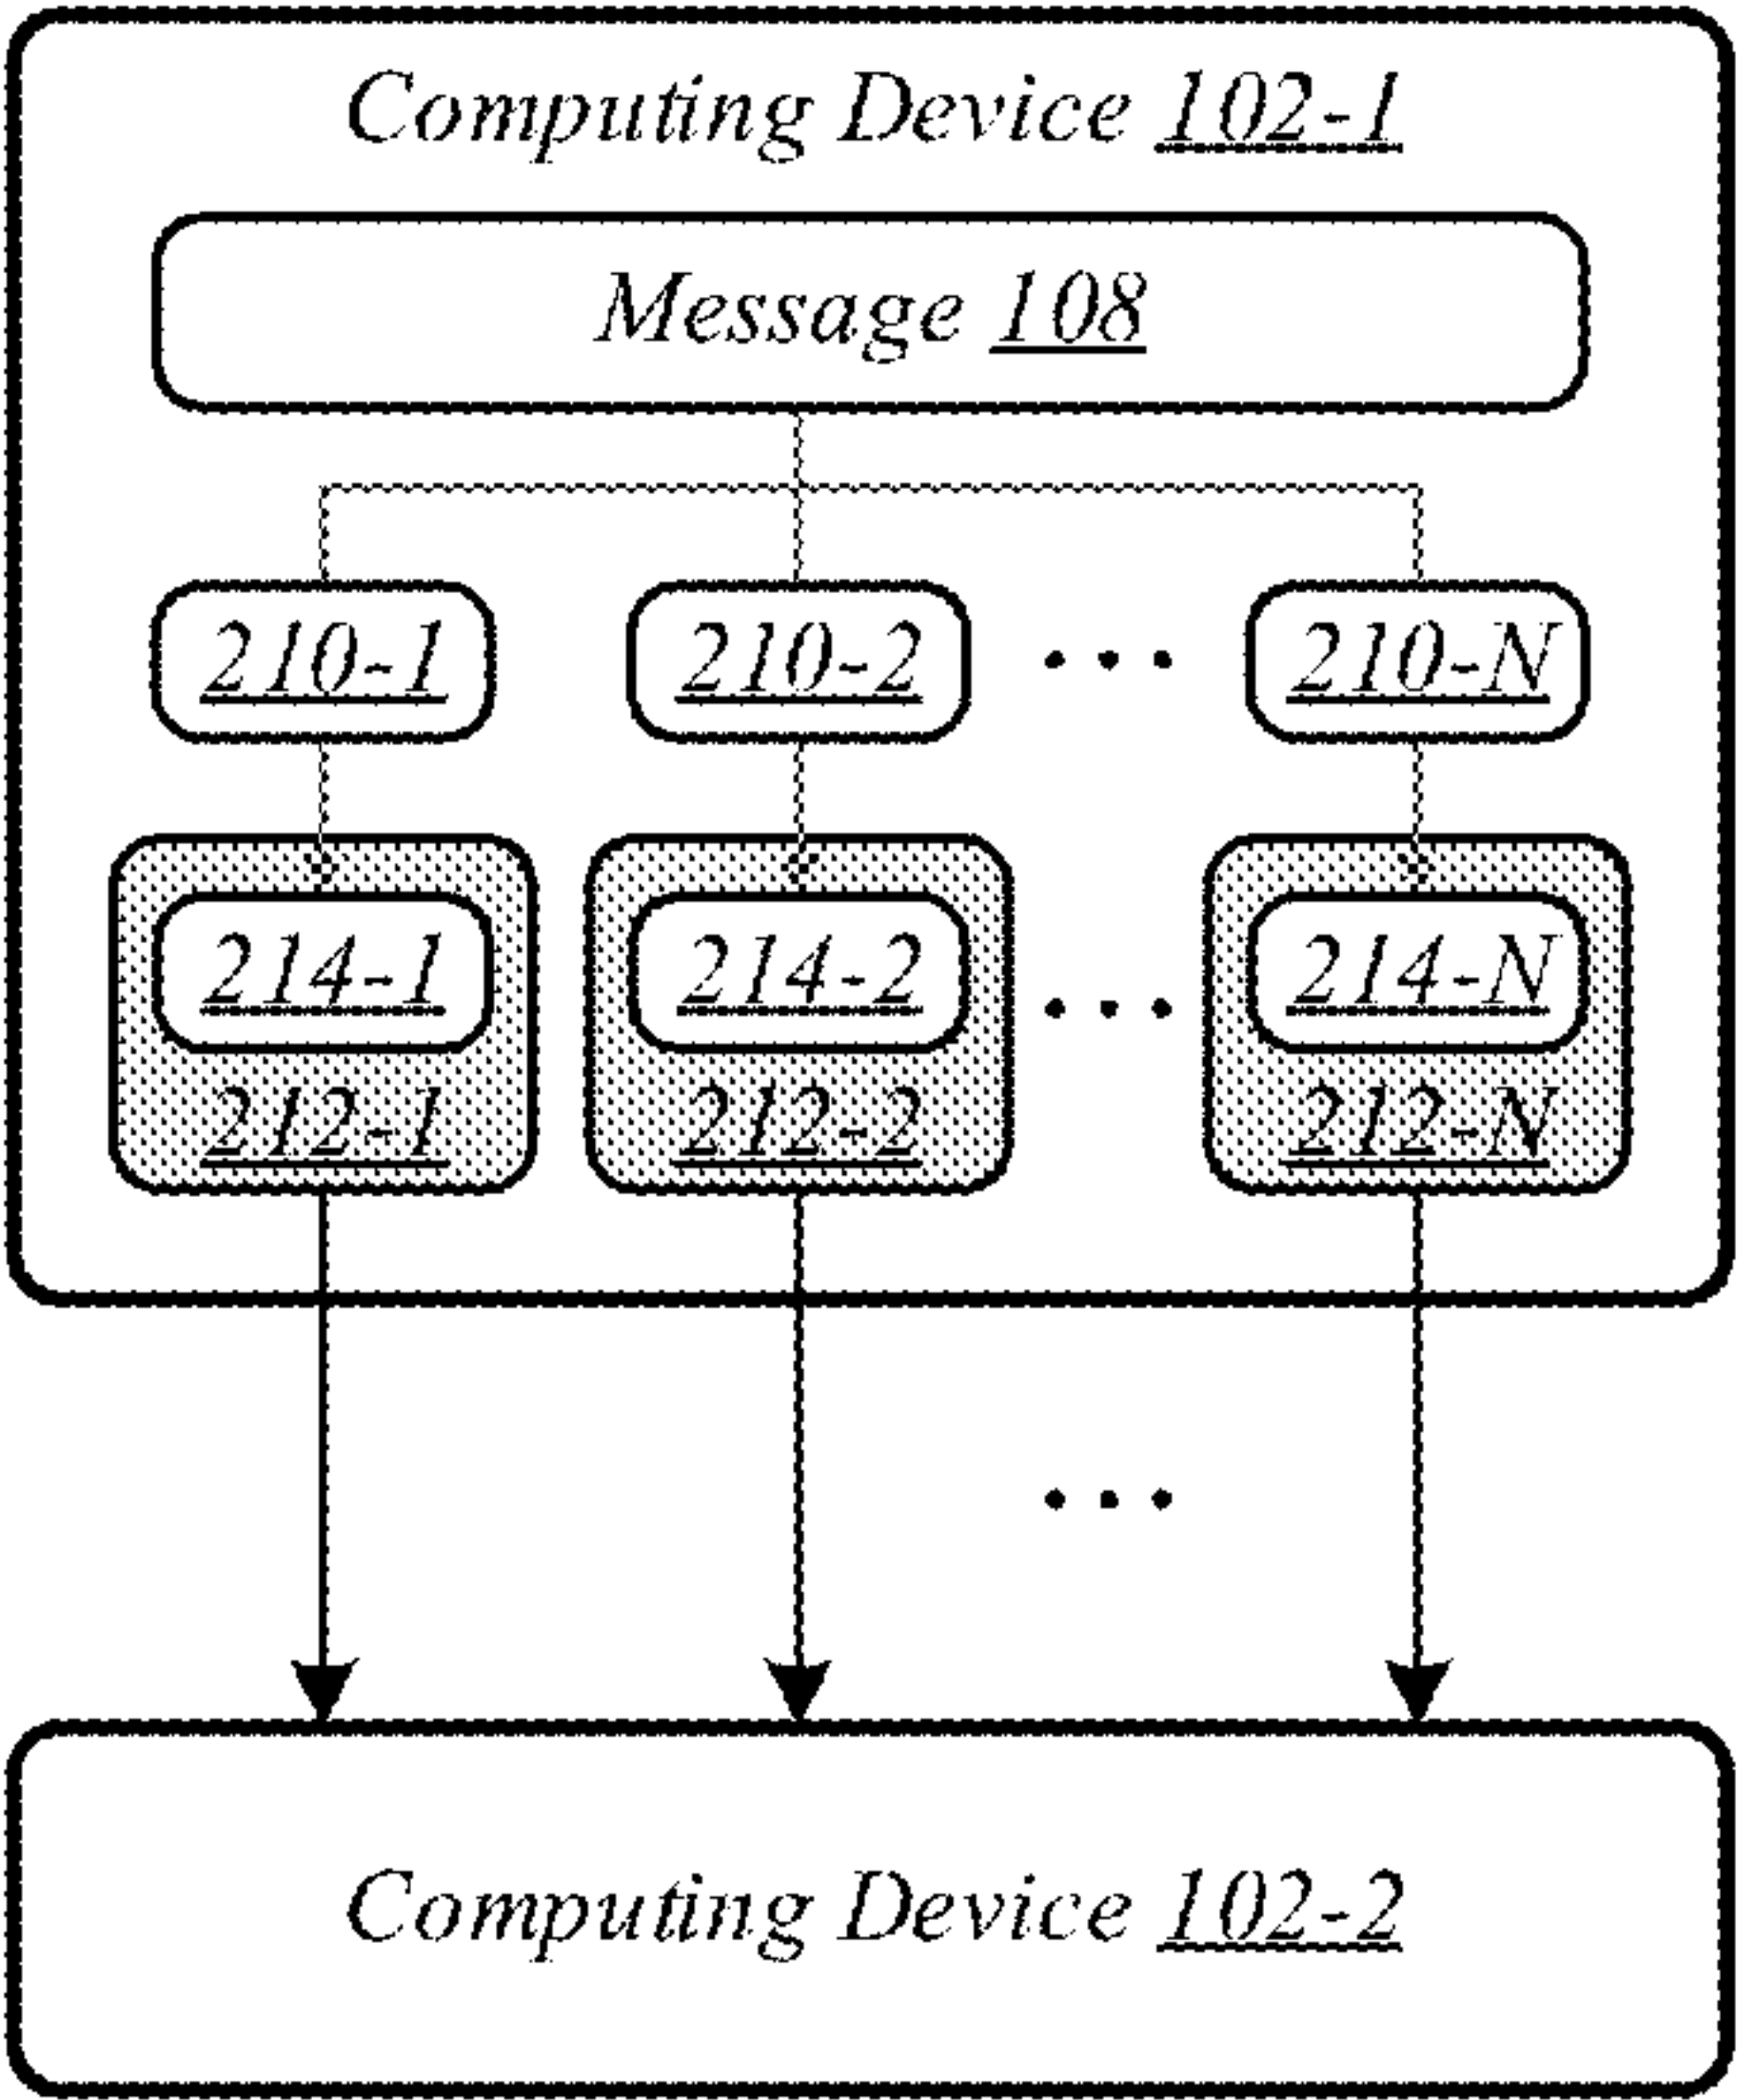 Computing Device 102-1
Message 108
210-1 210-2 ... 210-N
214-1 214-2 ... 214-N
212-1 212-2 212-N
...
Computing Device 102-2